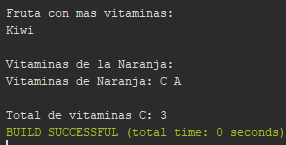 Fruta con mas vitaminas:
Kiwi
Vitaminas de la Naranja:
Vitaminas de Naranja: C A
Total de vitaminas C: 3
BUILD SUCCESSFUL (total time: 0 seconds)